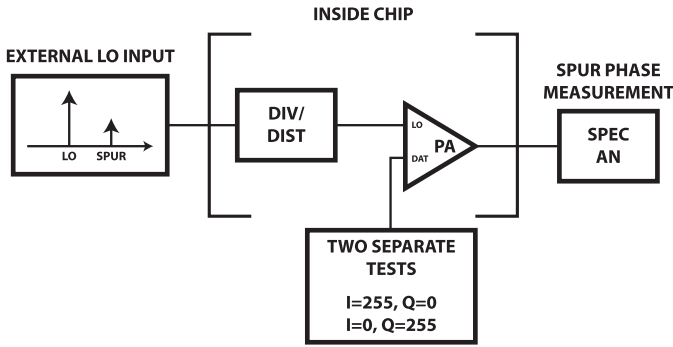 INSIDE CHIP
EXTERNAL LO INPUT
LO SPUR
DIV/
DIST
LO
DAT
PA
SPUR PHASE
MEASUREMENT
SPEC
AN
TWO SEPARATE
TESTS
I=255, Q=0
I=0, Q=255